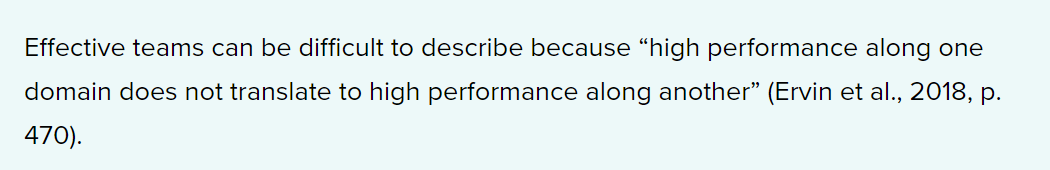 Effective teams can be difficult to describe because “high performance along one
domain does not translate to high performance along another” (Ervin et al., 2018, p.
470).